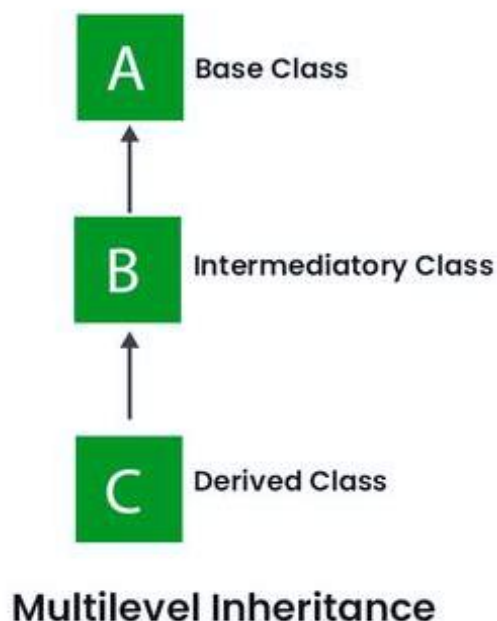 A Base Class
B Intermediatory Class
C Derived Class
Multilevel Inheritance